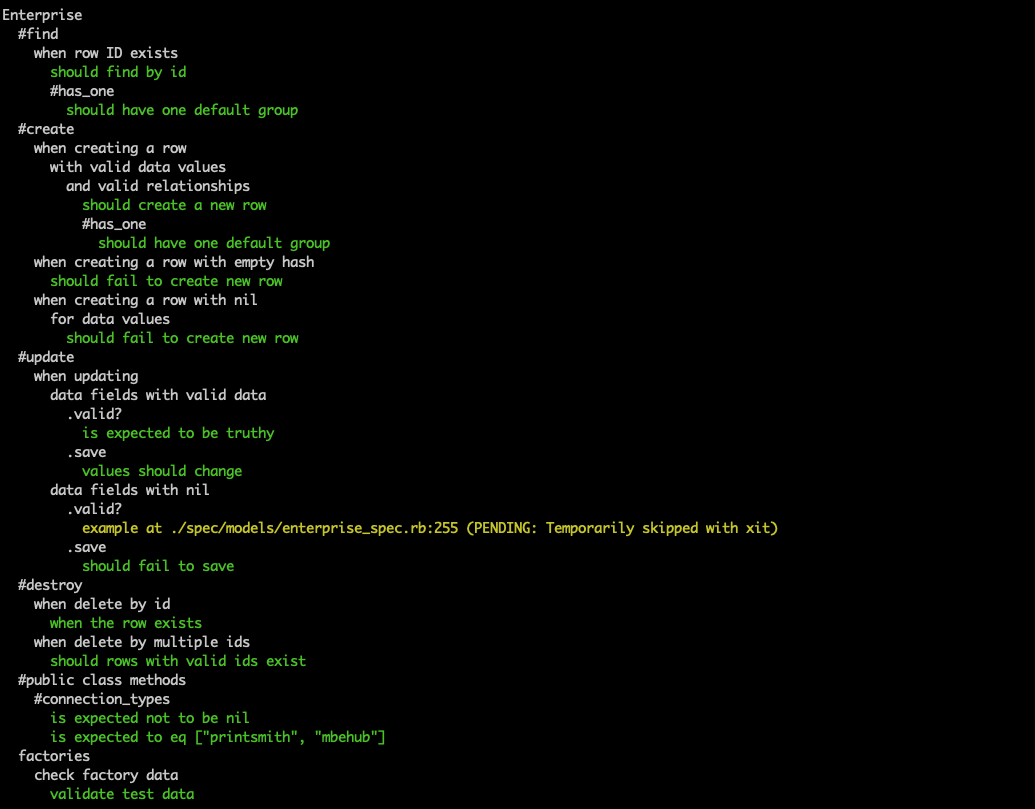 Enterprise
#find
when row ID exists
should find by id
#has_one
should have one default group
#create
when creating a row
with valid data values
and valid relationships
should create a new row
#has_one
should have one default group
when creating a row with empty hash
should fail to create new row
when creating a row with nil
for data values
should fail to create new row
#update
when updating
data fields with valid data
.valid?
is expected to be truthy
.save
values should change
data fields with nil
.valid?
example at ./spec/models/enterprise_spec.rb:255 (PENDING: Temporarily skipped with xit)
.save
should fail to save
#destroy
when delete by id
when the row exists
when delete by multiple ids
should rows with valid ids exist
#public class methods
#connection_types
is expected not to be nil
is expected to eq ["printsmith", "mbehub"]
factories
check factory data
validate test data